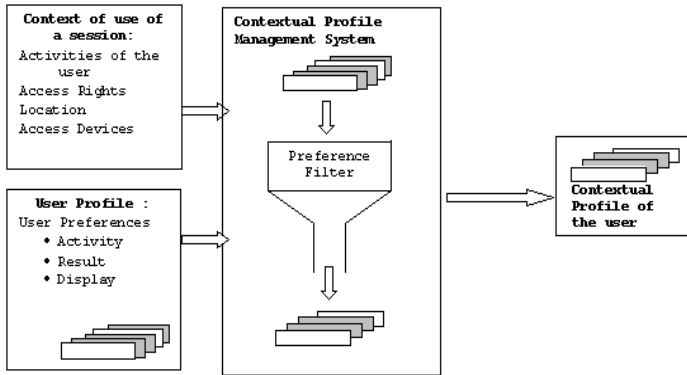 Context of use of
a session:
Activities of the
user
Access Rights
Location
Access Devices
User Profile :
User Preferences
• Activity
• Result
• Display
Contextual Profile
Management System
Preference
Filter
Contextual
Profile of
the user